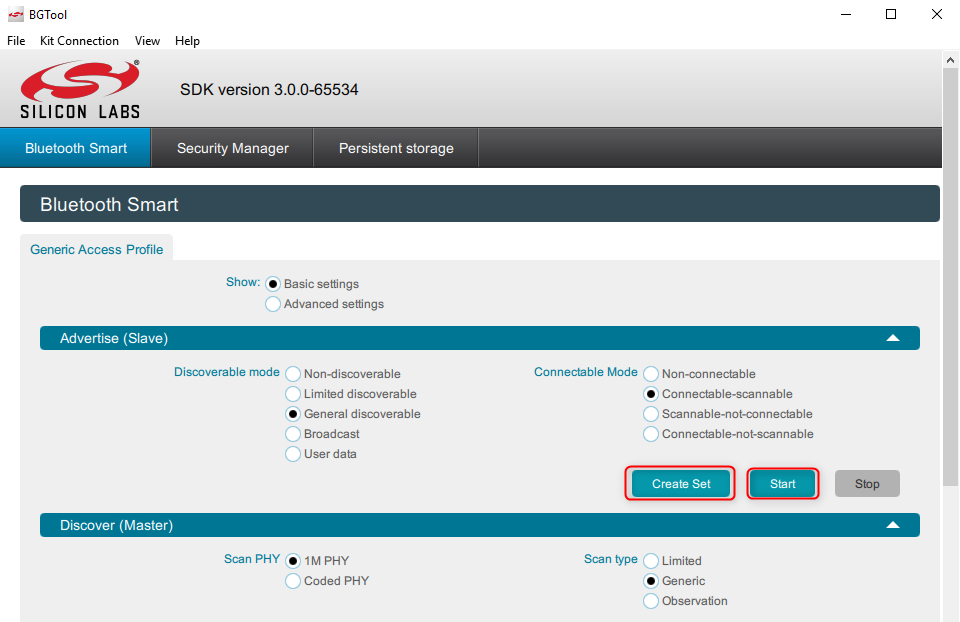 BGTool
File Kit Connection View Help
SILICON LABS®
SDK version 3.0.0-65534
Bluetooth Smart Security Manager Persistent storage
Bluetooth Smart
Generic Access Profile
Show: Basic settings
Advanced settings
Advertise (Slave)
Discoverable mode Non-discoverable Connectable Mode Non-connectable
Limited discoverable Connectable-scannable
General discoverable Scannable-not-connectable
Broadcast Connectable-not-scannable
User data
Create Set Start Stop
Discover (Master)
Scan PHY 1M PHY Scan type Limited
Coded PHY Generic
Observation